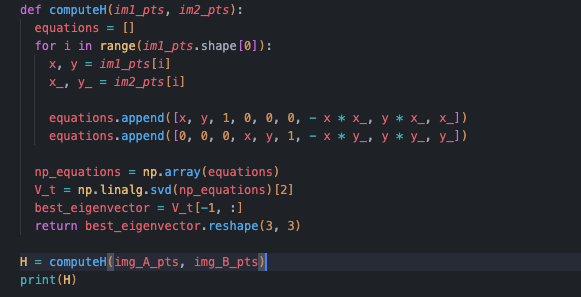 def computeH(im1_pts, im2_pts):
equations = []
for i in range(im1_pts.shape[0]):
x, y = im1_pts[i]
x_, y_ = im2_pts[i]
equations.append([x, y, 1, 0, 0, 0, - x * x_, y * x_, x_])
equations.append([0, 0, 0, x, y, 1, - x * y_, y * y_, y_])
np_equations = np.array(equations)
V_t = np.linalg.svd(np_equations)[2]
best_eigenvector = V_t[-1, :]
return best_eigenvector.reshape(3, 3)
H = computeH(img_A_pts, img_B_pts)
print(H)